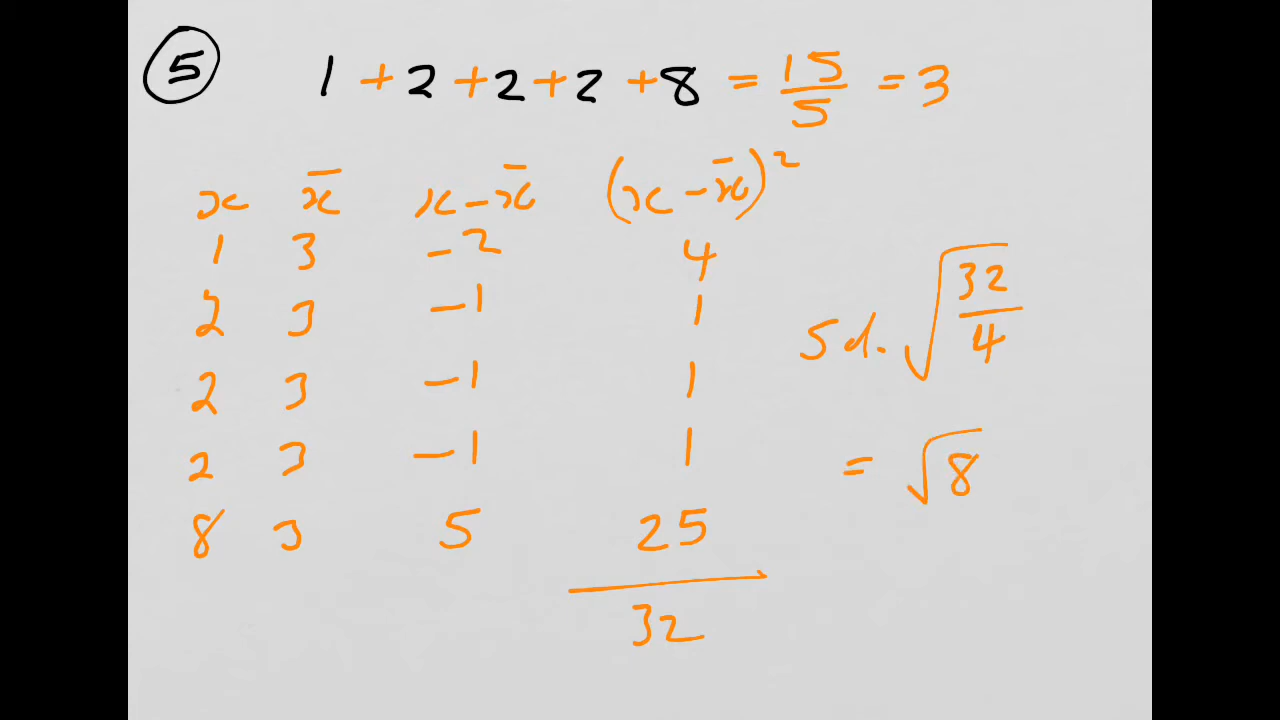 5 1 + 2 + 2 + 2 + 8 = 15/5 = 3
x x̄ x - x̄ (x - x̄)²
1 3 -2 4
2 3 -1 1
2 3 -1 1
2 3 -1 1
8 3 5 25
32
Sd. √(32/4)
= √8